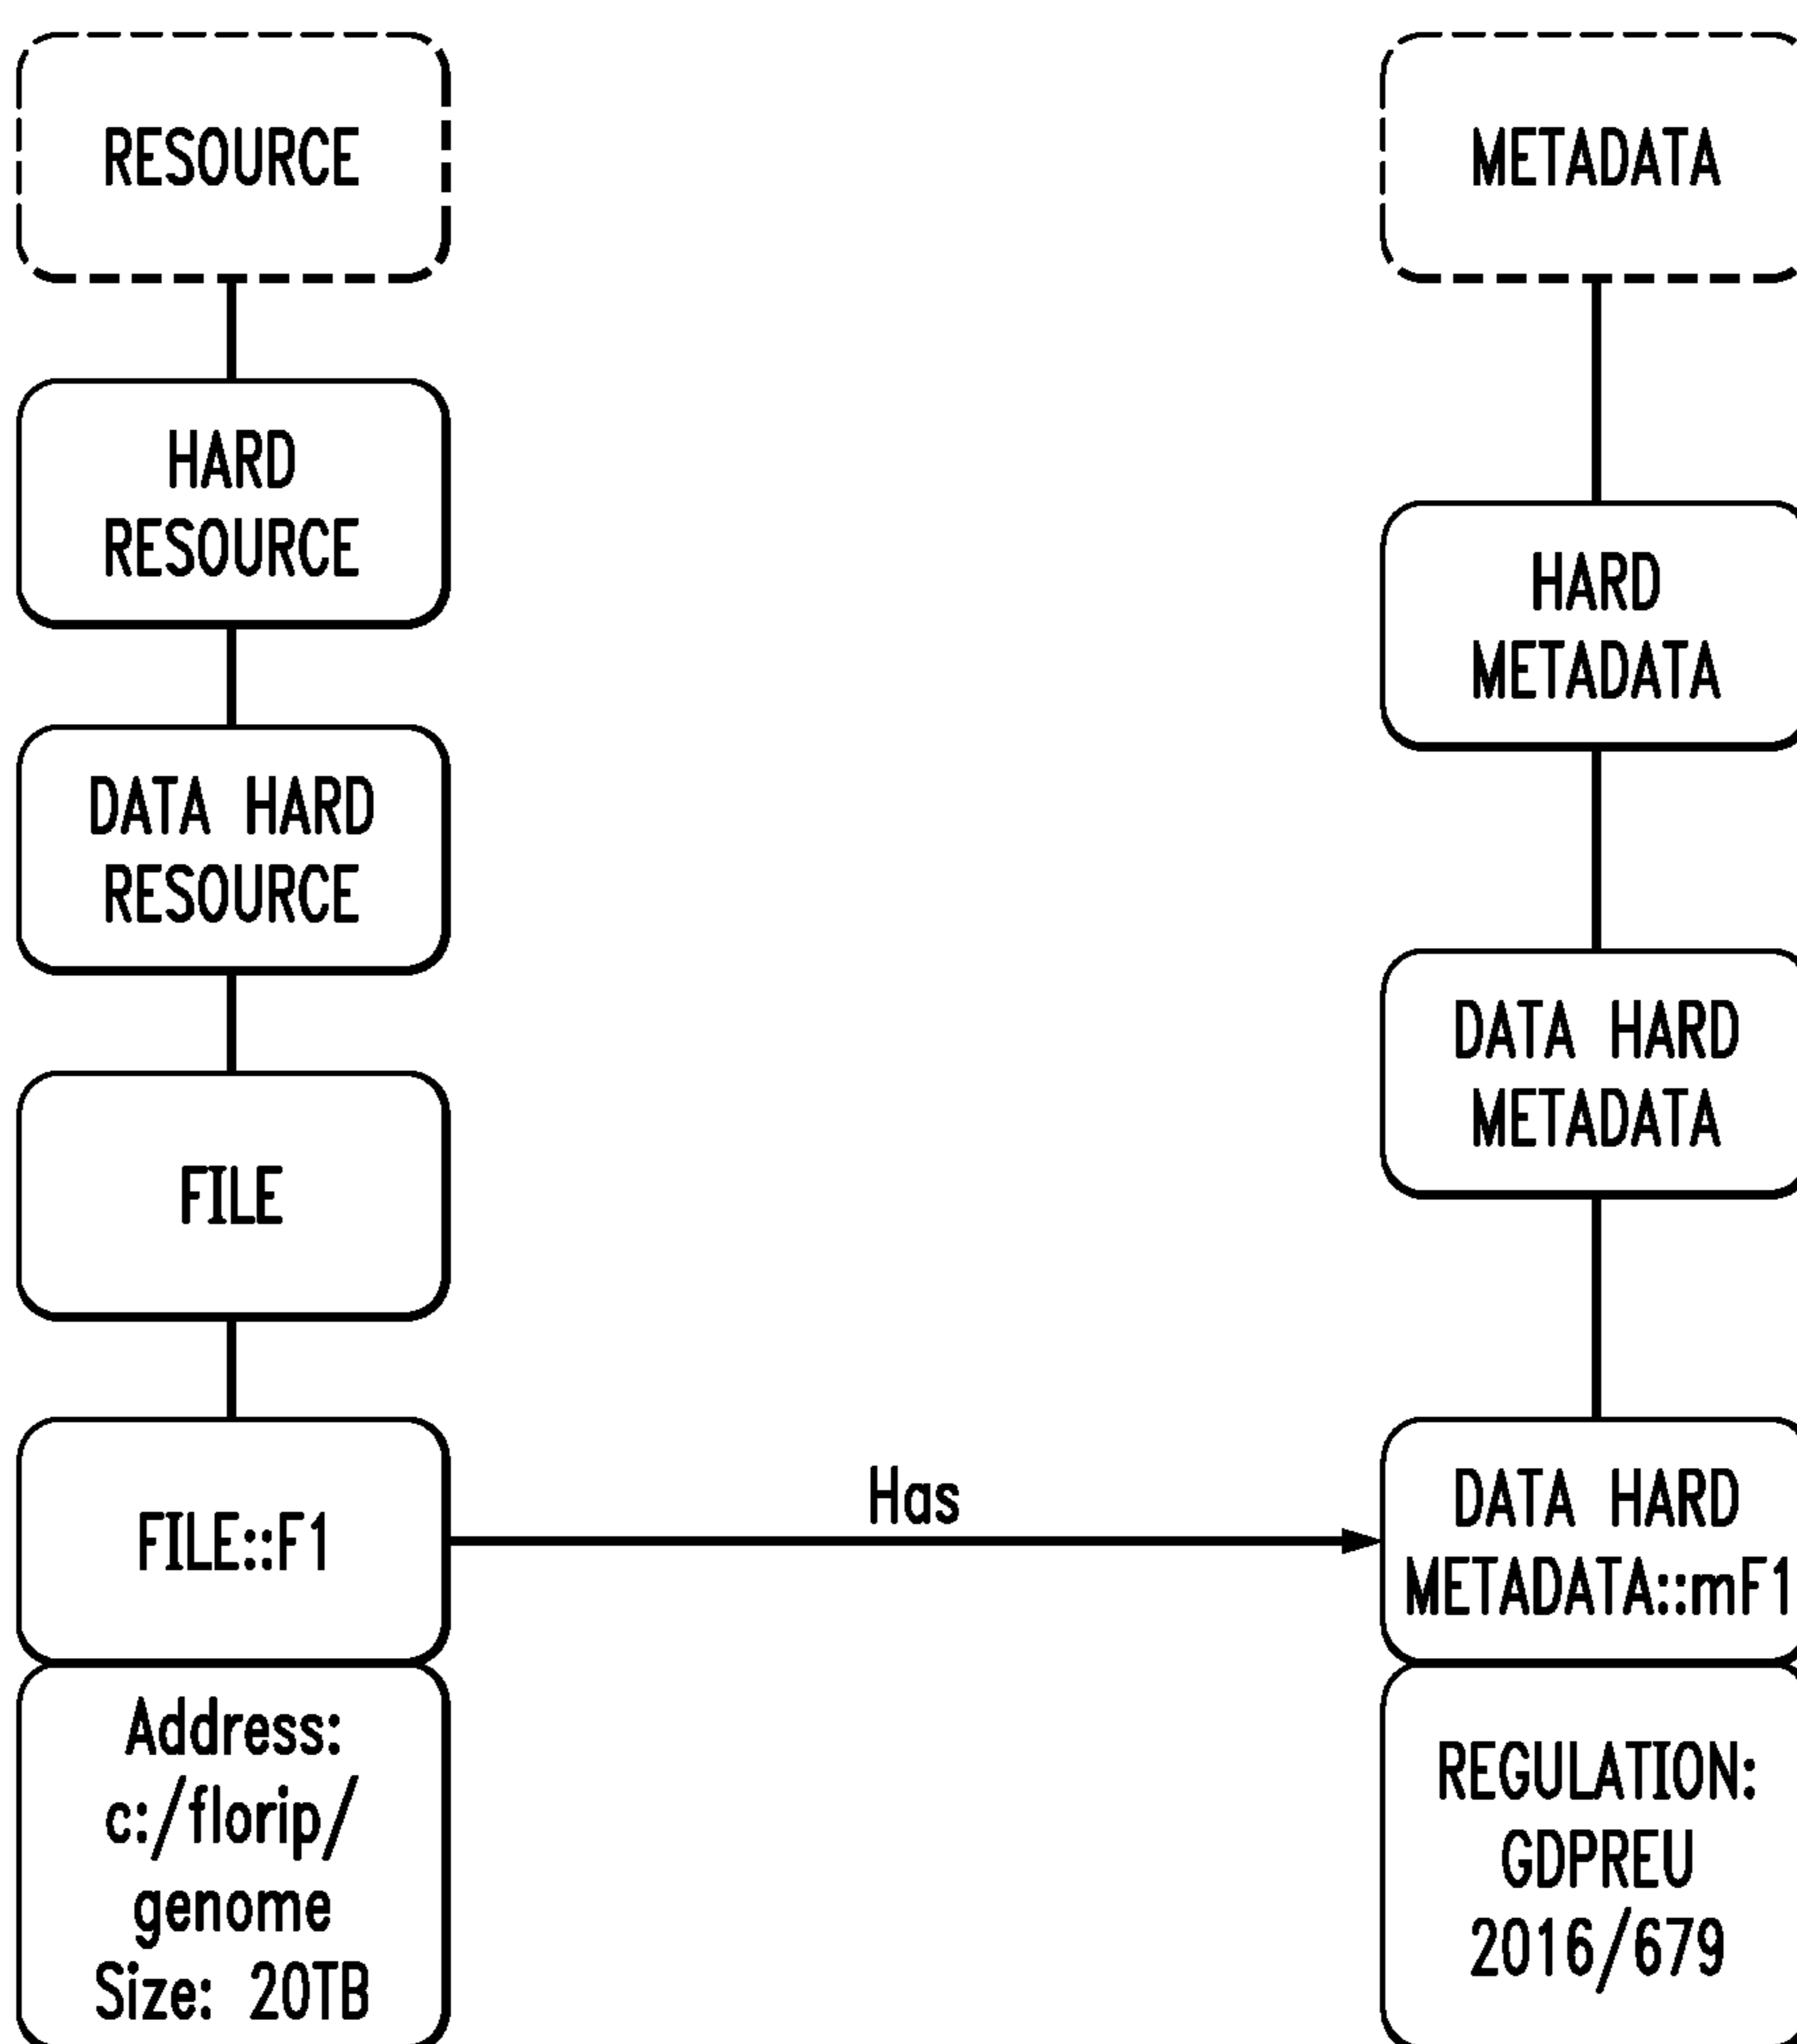 RESOURCE
HARD
RESOURCE
DATA HARD
RESOURCE
FILE
FILE::F1
Address:
c:/florip/
genome
Size: 20TB
Has
METADATA
HARD
METADATA
DATA HARD
METADATA
DATA HARD
METADATA::mF1
REGULATION:
GDPREU
2016/679